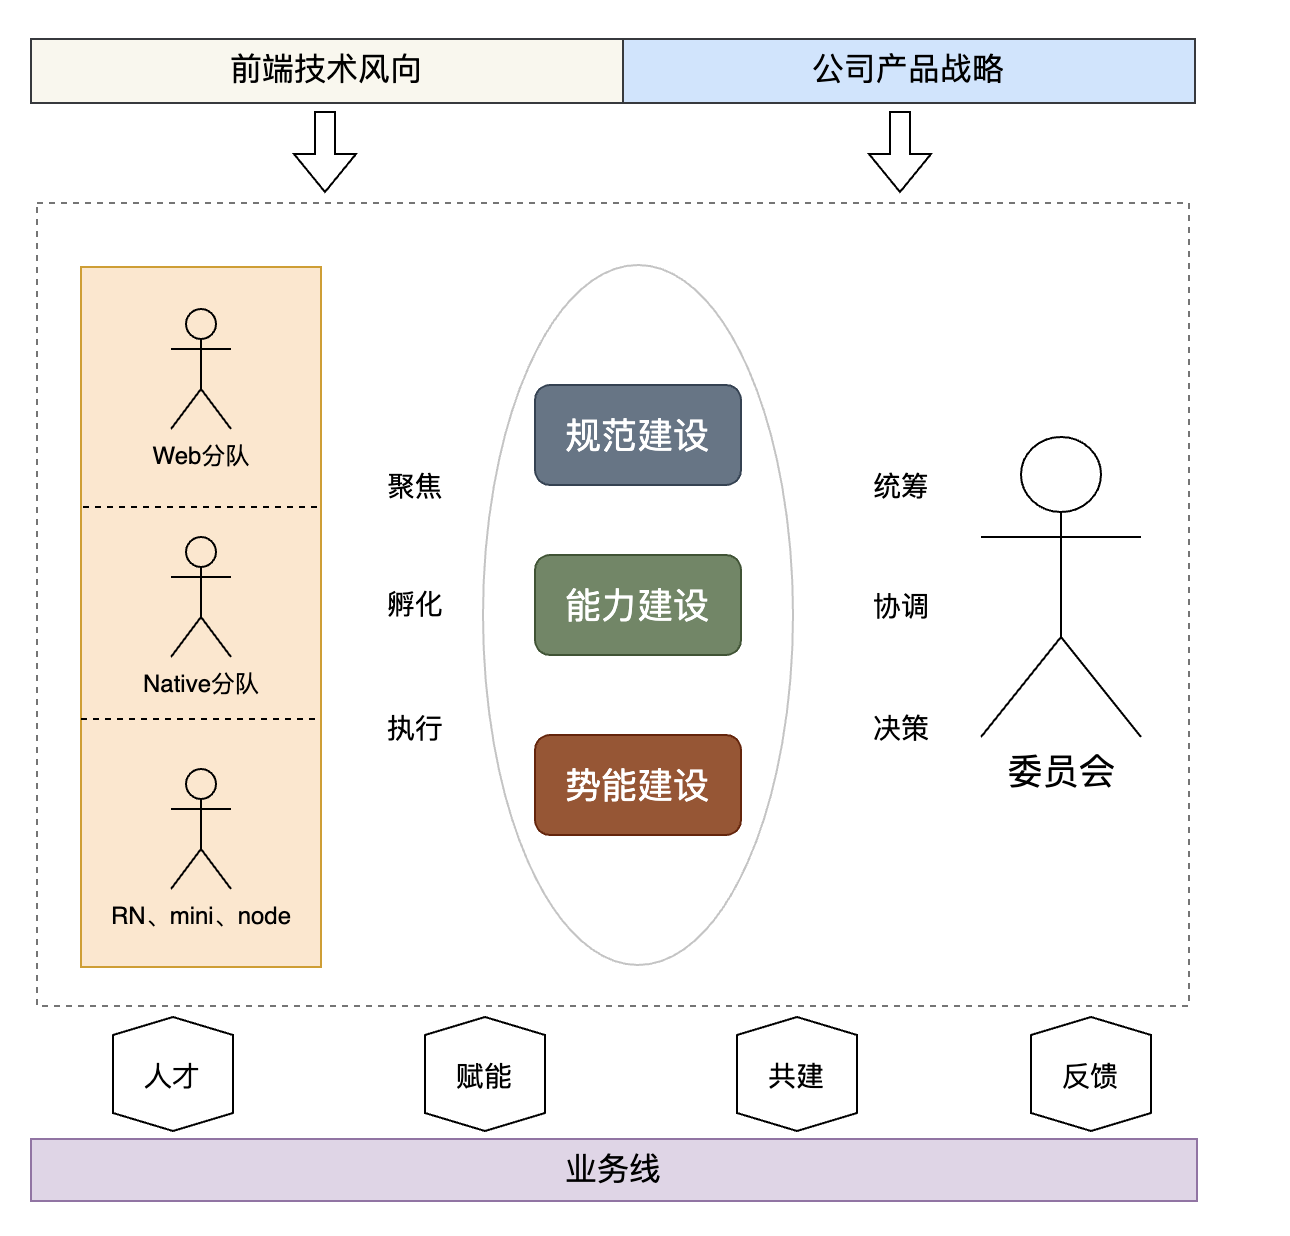 前端技术风向
公司产品战略
Web分队
Native分队
RN、mini、node
聚焦
孵化
执行
规范建设
能力建设
势能建设
统筹
协调
决策
委员会
人才
赋能
共建
反馈
业务线